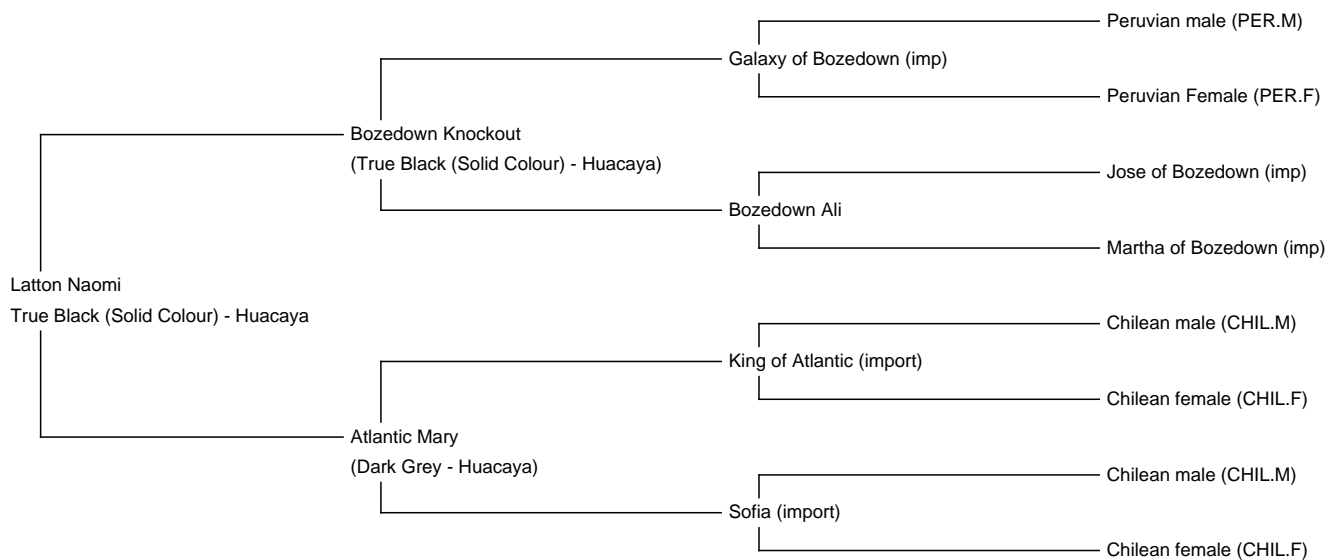 Peruvian male (PER.M)
Galaxy of Bozedown (imp)
Peruvian Female (PER.F)
Bozedown Knockout
(True Black (Solid Colour) - Huacaya)
Jose of Bozedown (imp)
Bozedown Ali
Martha of Bozedown (imp)
Latton Naomi
True Black (Solid Colour) - Huacaya
Chilean male (CHIL.M)
King of Atlantic (import)
Chilean female (CHIL.F)
Atlantic Mary
(Dark Grey - Huacaya)
Chilean male (CHIL.M)
Sofia (import)
Chilean female (CHIL.F)